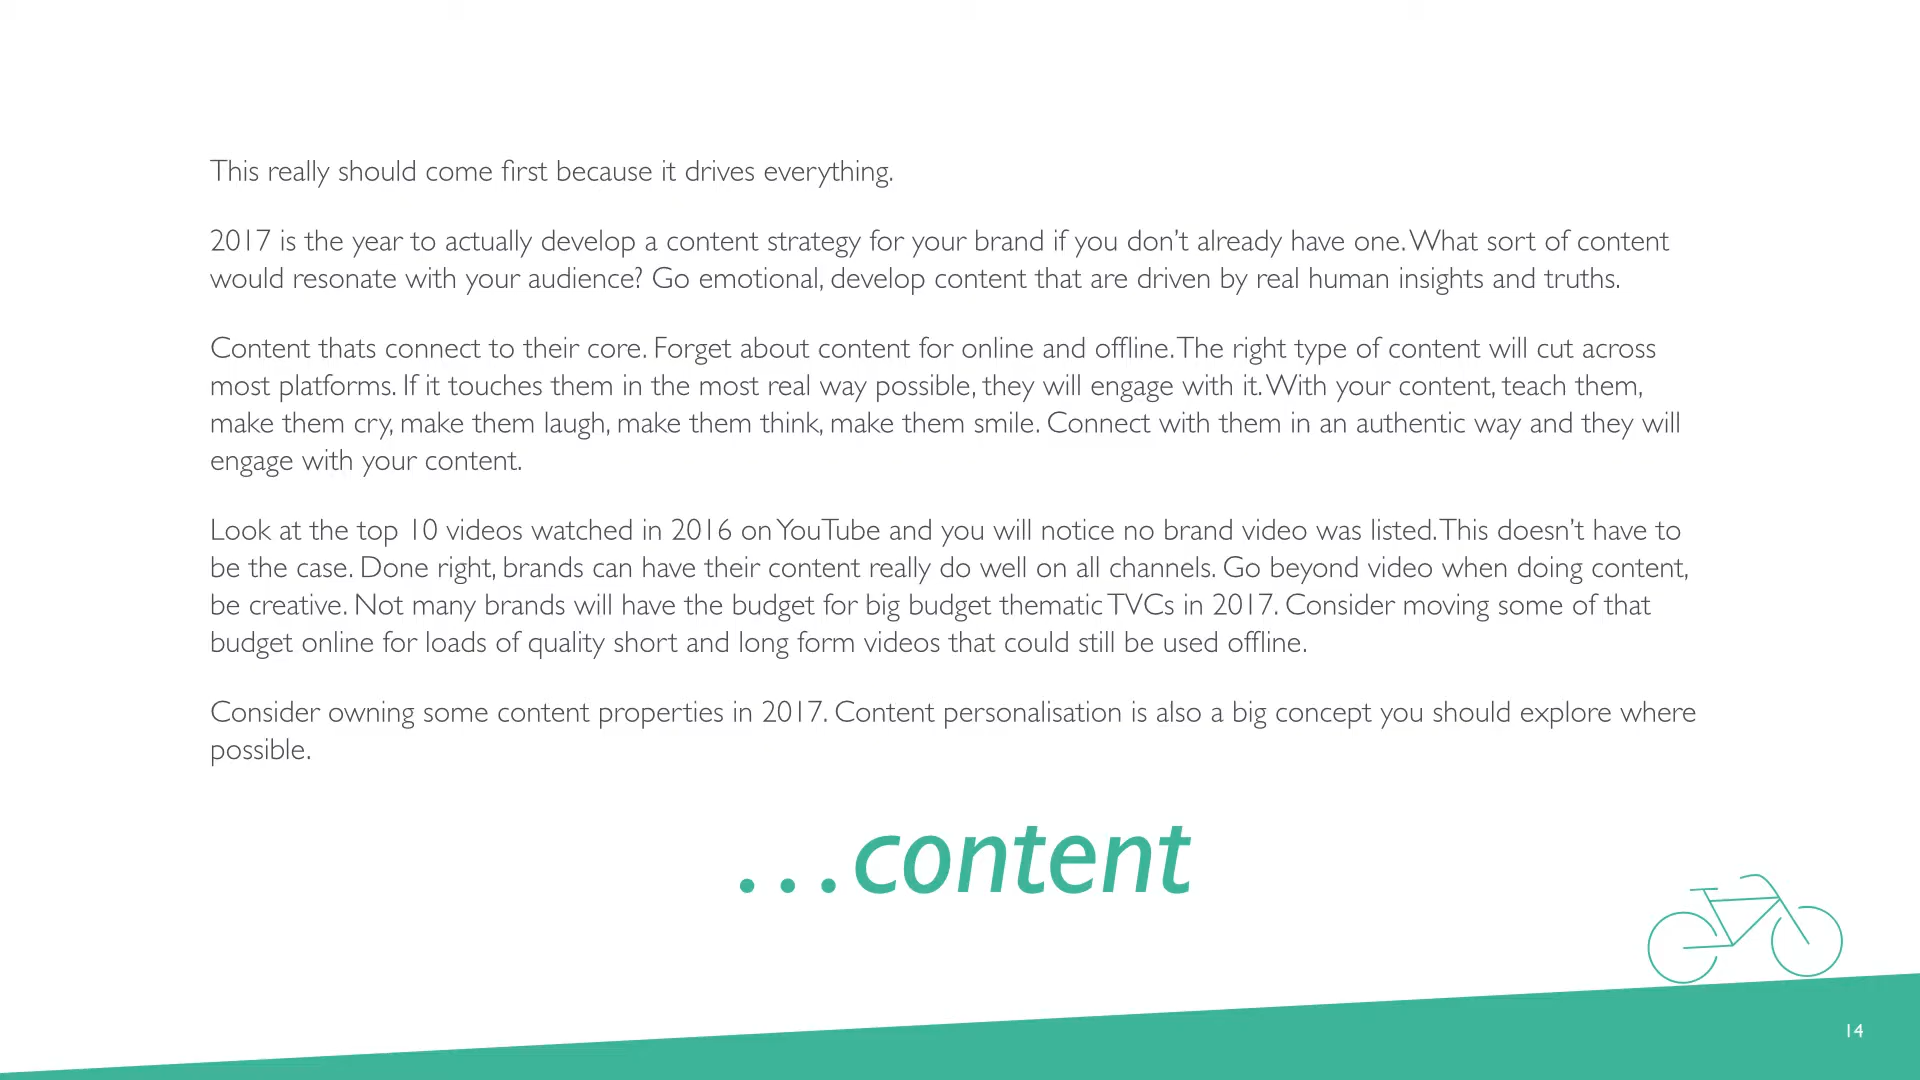 This really should come first because it drives everything.
2017 is the year to actually develop a content strategy for your brand if you don’t already have one. What sort of content
would resonate with your audience? Go emotional, develop content that are driven by real human insights and truths.
Content thats connect to their core. Forget about content for online and offline. The right type of content will cut across
most platforms. If it touches them in the most real way possible, they will engage with it. With your content, teach them,
make them cry, make them laugh, make them think, make them smile. Connect with them in an authentic way and they will
engage with your content.
Look at the top 10 videos watched in 2016 on YouTube and you will notice no brand video was listed. This doesn’t have to
be the case. Done right, brands can have their content really do well on all channels. Go beyond video when doing content,
be creative. Not many brands will have the budget for big budget thematic TVCs in 2017. Consider moving some of that
budget online for loads of quality short and long form videos that could still be used offline.
Consider owning some content properties in 2017. Content personalisation is also a big concept you should explore where
possible.
…content
14